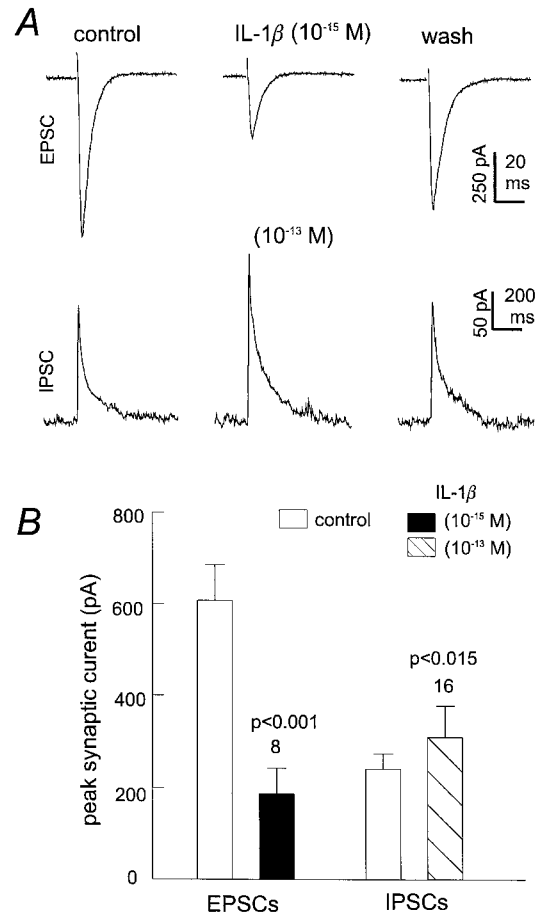 A
control
IL-1β (10⁻¹⁵ M)
wash
EPSC
250 pA
20
ms
(10⁻¹³ M)
IPSC
50 pA
200
ms
B
IL-1β
control
(10⁻¹⁵ M)
(10⁻¹³ M)
peak synaptic curent (pA)
800
600
400
200
0
p<0.001
8
p<0.015
16
EPSCs
IPSCs